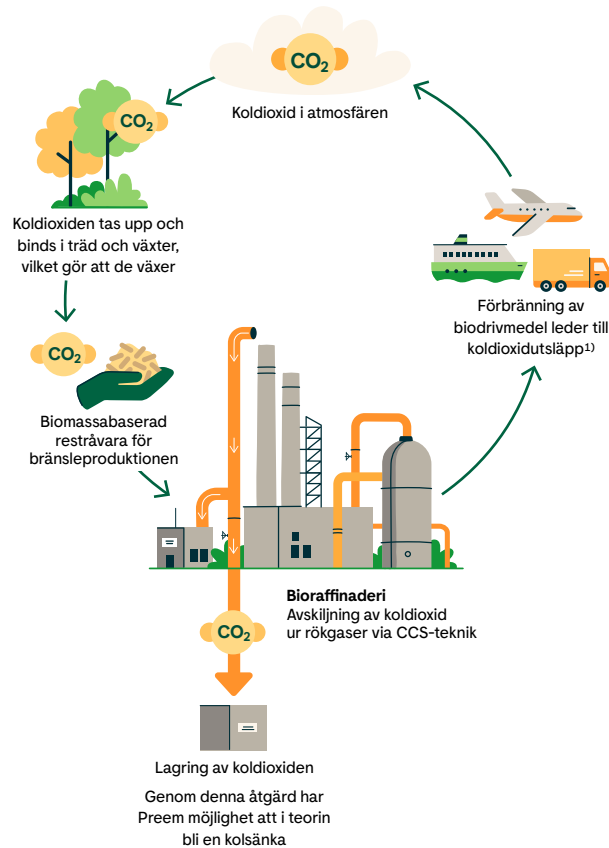 CO₂
Koldioxid i atmosfären
CO₂
Koldioxiden tas upp och
binds i träd och växter,
vilket gör att de växer
CO₂
Biomassabaserad
restråvara för
bränsleproduktionen
Förbränning av
biodrivmedel leder till
koldioxidutsläpp¹⁾
Bioraffinaderi
Avskiljning av koldioxid
ur rökgaser via CCS-teknik
CO₂
Lagring av koldioxiden
Genom denna åtgärd har
Preem möjlighet att i teorin
bli en kolsänka